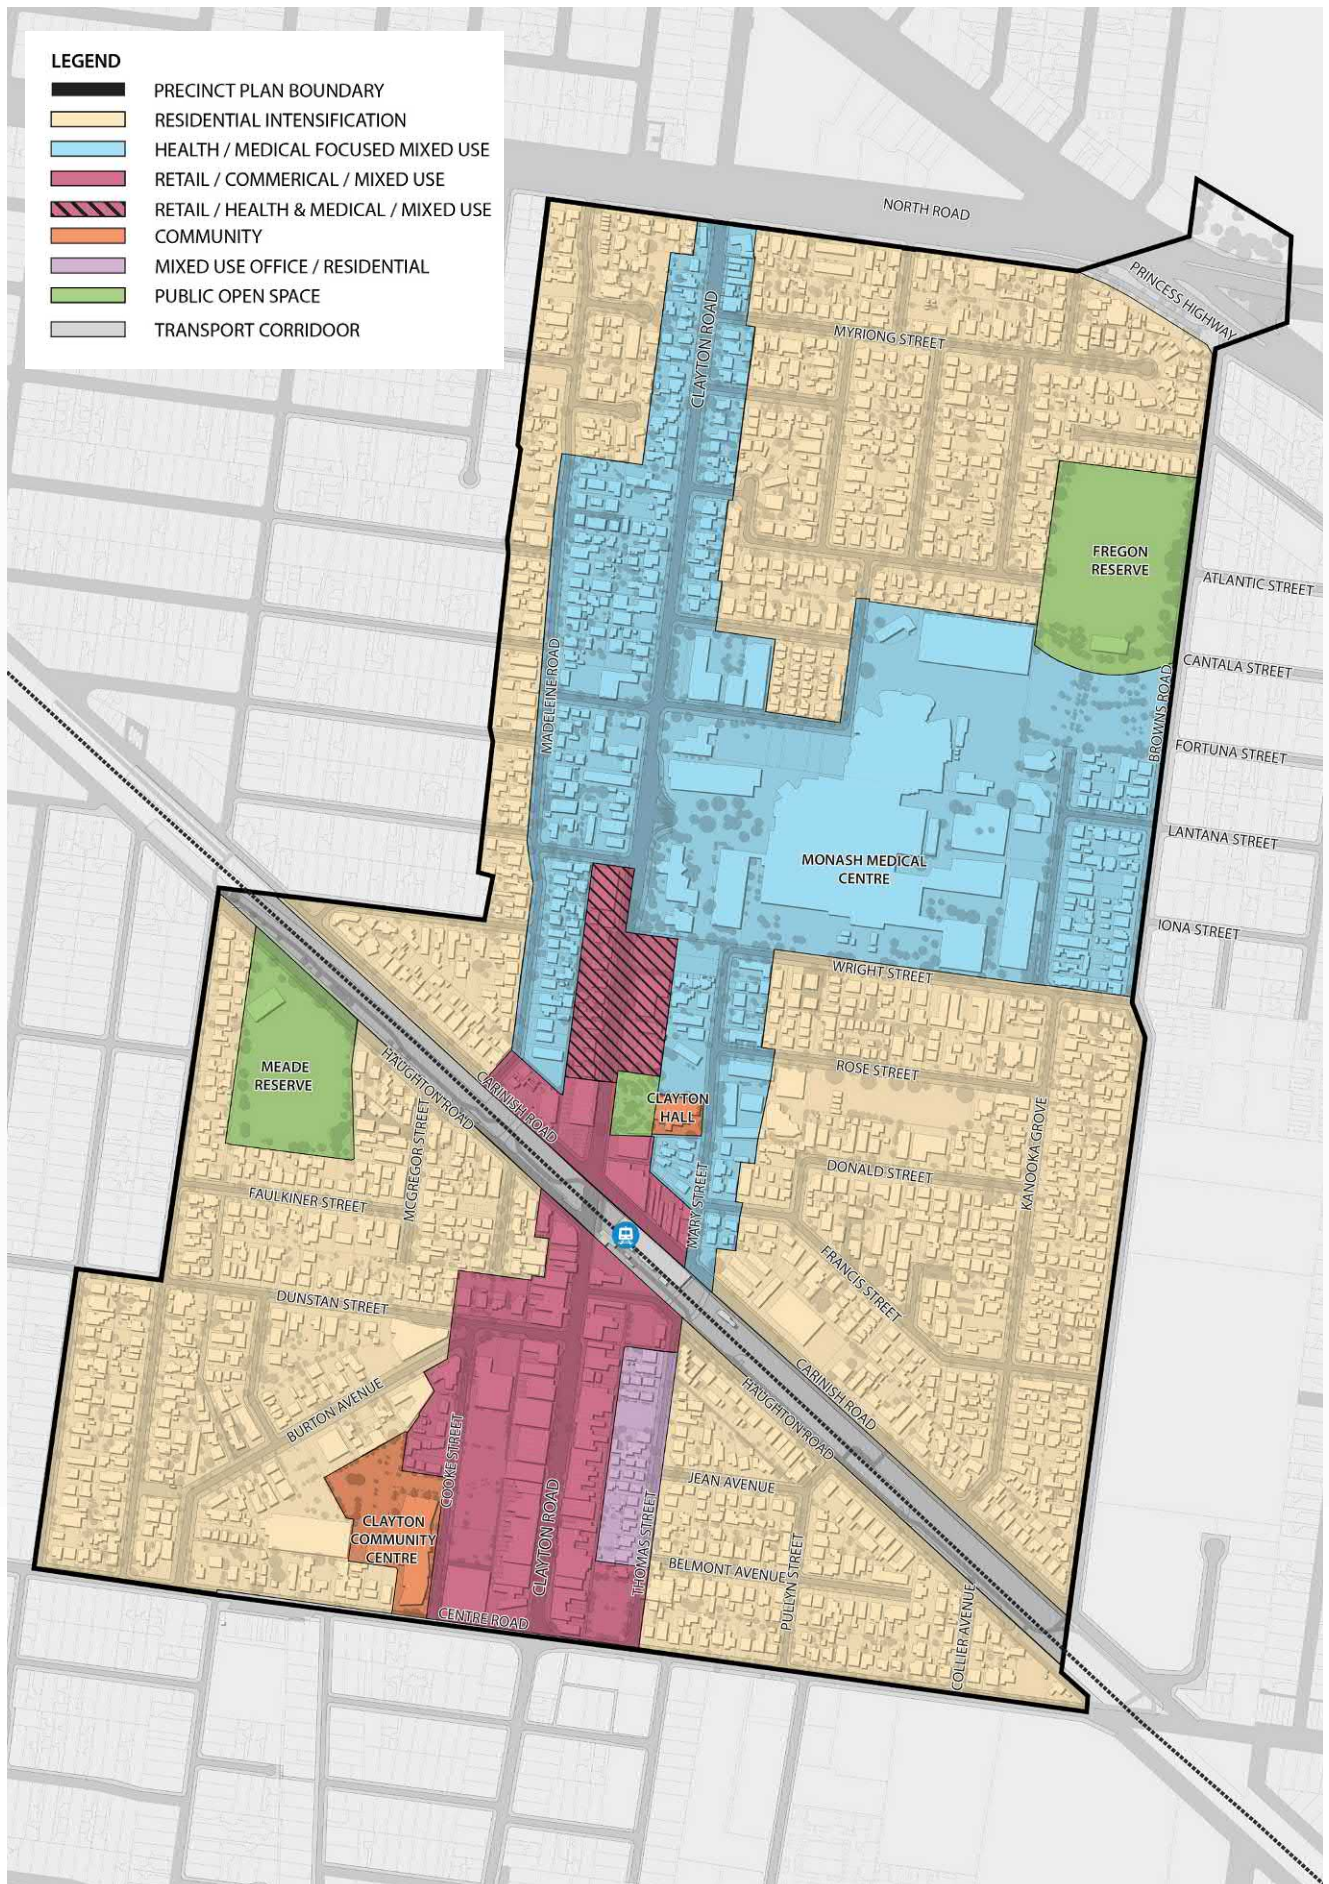 LEGEND
PRECINCT PLAN BOUNDARY
RESIDENTIAL INTENSIFICATION
HEALTH / MEDICAL FOCUSED MIXED USE
RETAIL / COMMERICAL / MIXED USE
RETAIL / HEALTH & MEDICAL / MIXED USE
COMMUNITY
MIXED USE OFFICE / RESIDENTIAL
PUBLIC OPEN SPACE
TRANSPORT CORRIDOOR
NORTH ROAD
PRINCESS HIGHWAY
CLAYTON ROAD
MYRIONG STREET
FREGON
RESERVE
ATLANTIC STREET
CANTALA STREET
MADELEINE ROAD
BROWNS ROAD
FORTUNA STREET
LANTANA STREET
MONASH MEDICAL
CENTRE
IONA STREET
WRIGHT STREET
MEADE
RESERVE
HAUGHTON ROAD
CARINISH ROAD
ROSE STREET
CLAYTON
HALL
MCGREGOR STREET
KANOOKA GROVE
DONALD STREET
FAULKINER STREET
MARY STREET
FRANCIS STREET
DUNSTAN STREET
CARINISH ROAD
HAUGHTON ROAD
BURTON AVENUE
COOKE STREET
JEAN AVENUE
CLAYTON ROAD
THOMAS STREET
CLAYTON
COMMUNITY
CENTRE
BELMONT AVENUE
PULLYN STREET
COLLIER AVENUE
CENTRE ROAD